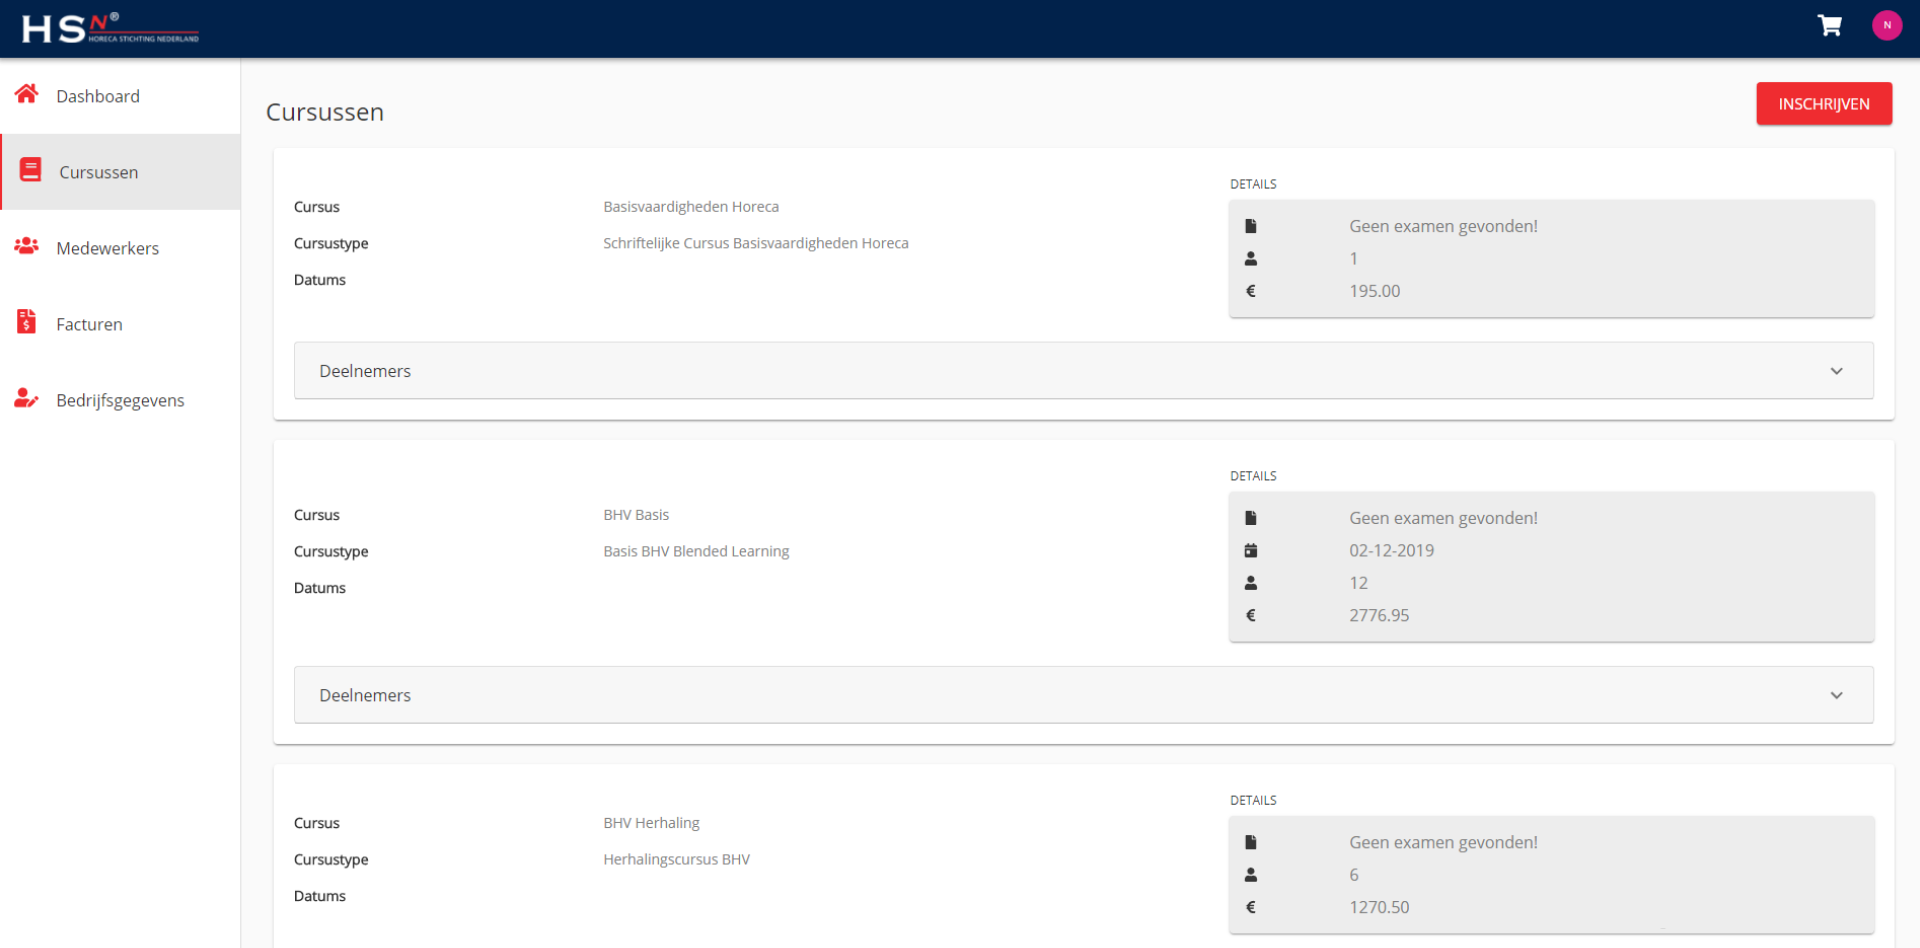 HSN®
HORECA STICHTING NEDERLAND
N
Dashboard
Cursussen
Medewerkers
Facturen
Bedrijfsgegevens
Cursussen
INSCHRIJVEN
Cursus Basisvaardigheden Horeca
Cursustype Schriftelijke Cursus Basisvaardigheden Horeca
Datums
DETAILS
Geen examen gevonden!
1
€ 195.00
Deelnemers
Cursus BHV Basis
Cursustype Basis BHV Blended Learning
Datums
DETAILS
Geen examen gevonden!
02-12-2019
12
€ 2776.95
Deelnemers
Cursus BHV Herhaling
Cursustype Herhalingscursus BHV
Datums
DETAILS
Geen examen gevonden!
6
€ 1270.50